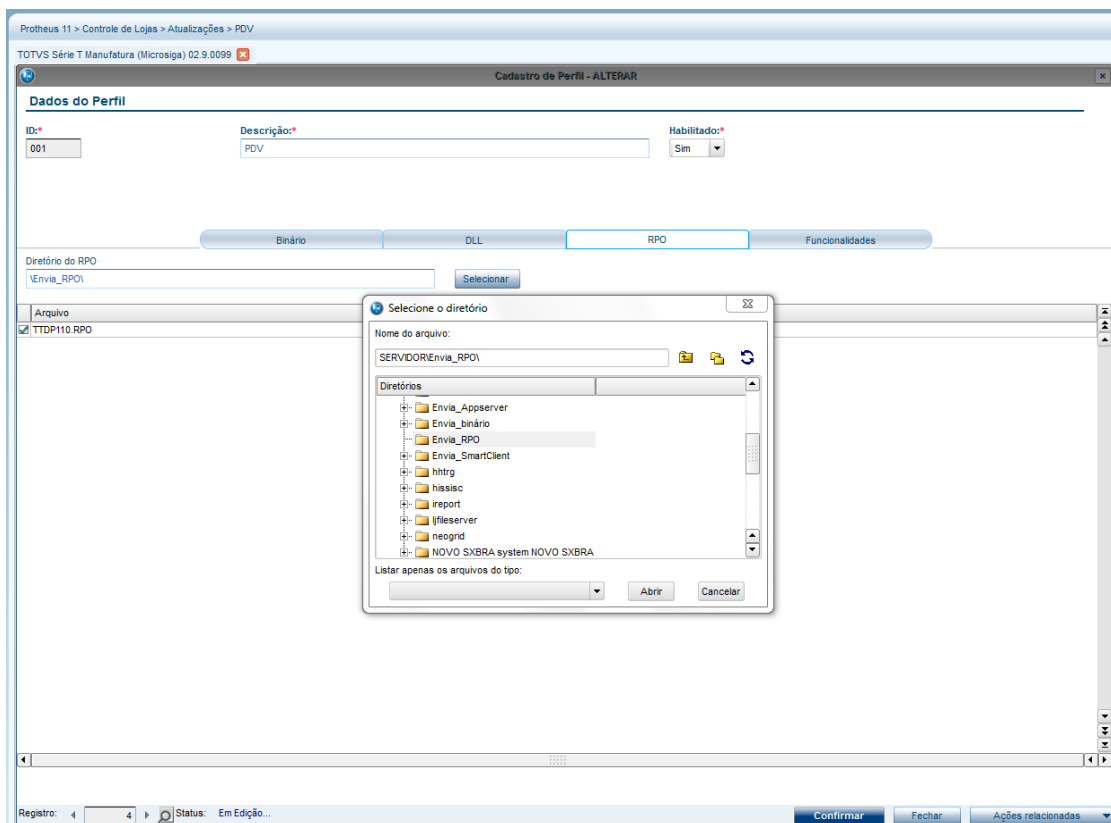 Protheus 11 > Controle de Lojas > Atualizações > PDV
TOTVS Série T Manufatura (Microsiga) 02.9.0099
Cadastro de Perfil - ALTERAR
Dados do Perfil
ID:* Descrição:* Habilitado:*
001 PDV Sim
Binário DLL RPO Funcionalidades
Diretório do RPO
\Envia_RPO\ Selecionar
Arquivo
TTDP110.RPO
Selecione o diretório
Nome do arquivo:
SERVIDOR\Envia_RPO\
Diretórios
Envia_Appserver
Envia_binário
Envia_RPO
Envia_SmartClient
hhtrg
hissisc
ireport
ljfileserver
neogrid
NOVO SXBRA system NOVO SXBRA
Listar apenas os arquivos do tipo:
Abrir Cancelar
Registro: 4 Status: Em Edição... Confirmar Fechar Ações relacionadas